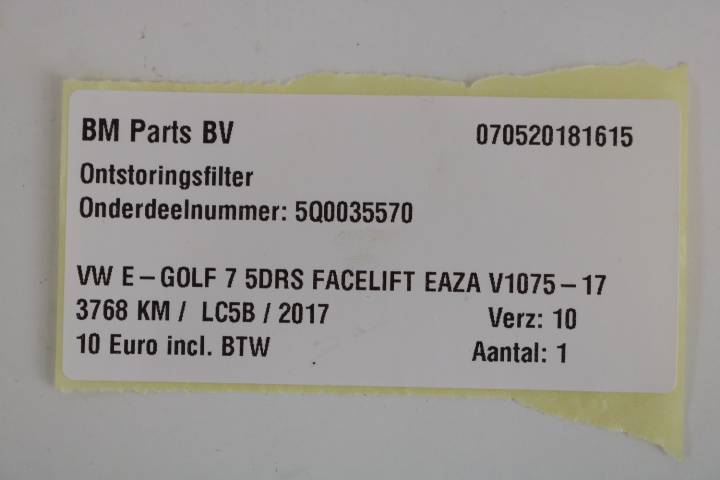 BM Parts BV 070520181615
Ontstoringsfilter
Onderdeelnummer: 5Q0035570
VW E-GOLF 7 5DRS FACELIFT EAZA V1075-17
3768 KM / LC5B / 2017 Verz: 10
10 Euro incl. BTW Aantal: 1